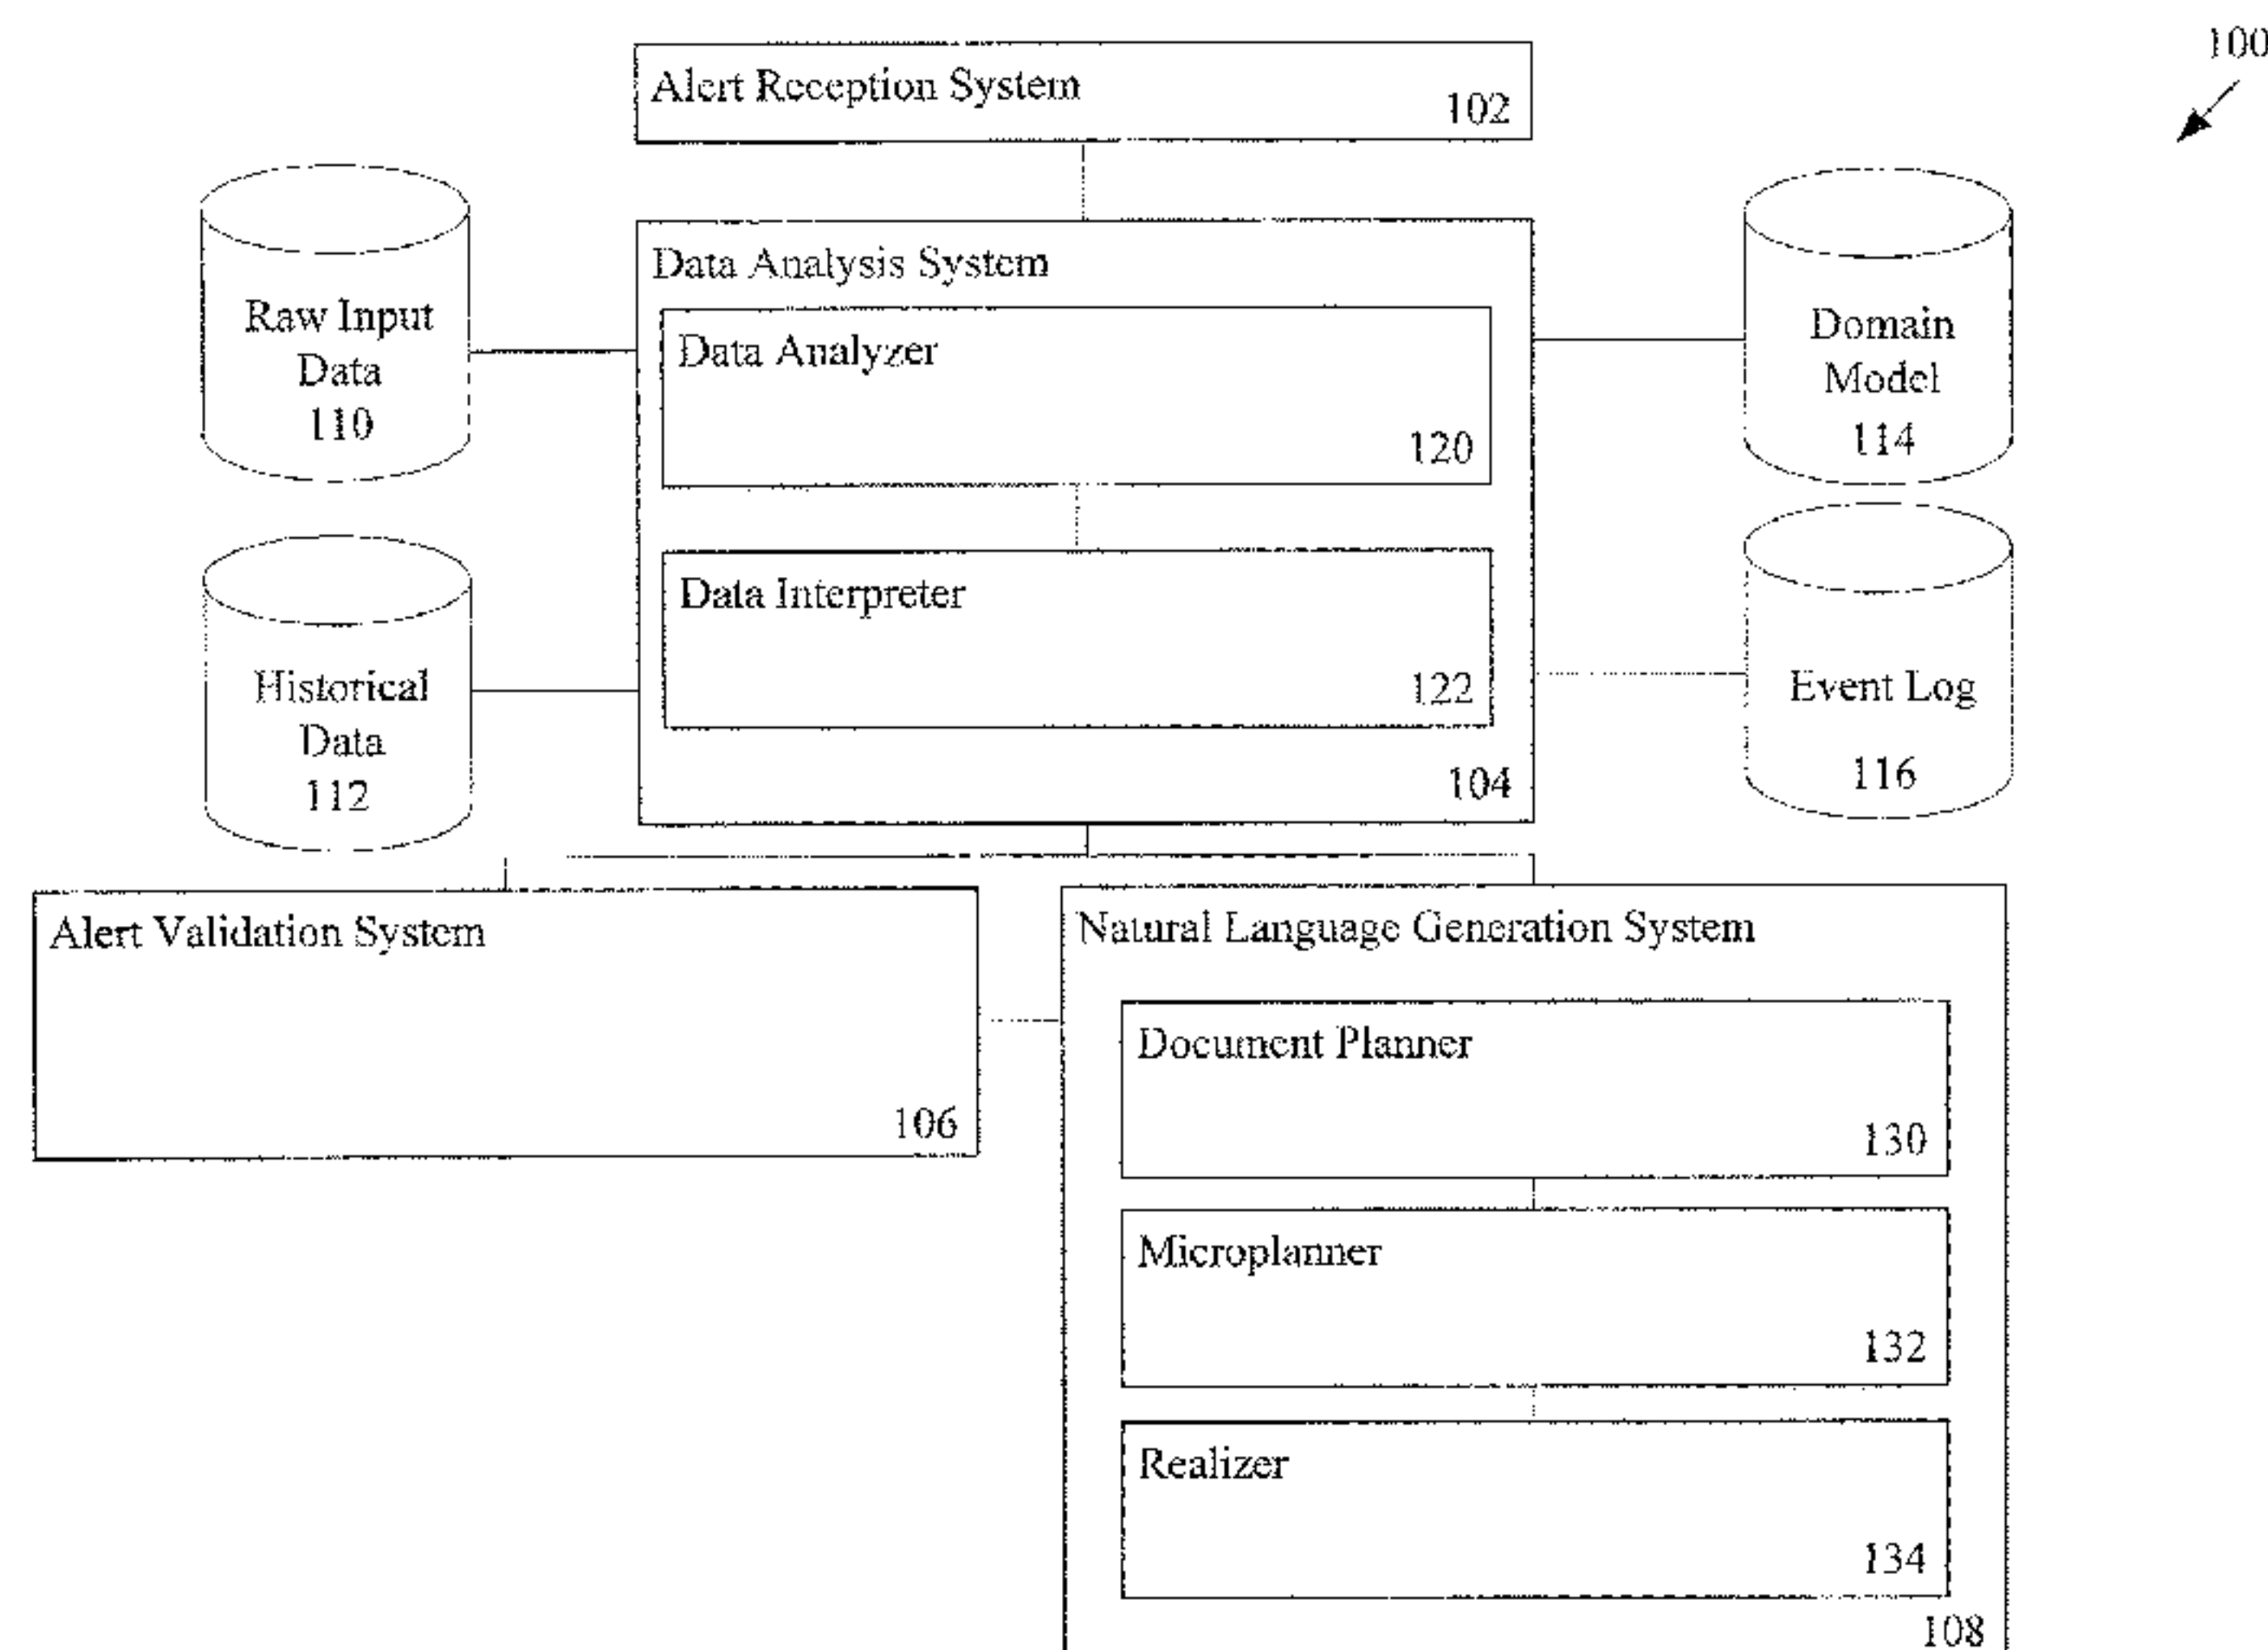 100
Alert Reception System
102
Raw Input
Data
110
Data Analysis System
Data Analyzer
120
Domain
Model
114
Historical
Data
112
Data Interpreter
122
104
Event Log
116
Alert Validation System
106
Natural Language Generation System
Document Planner
130
Microplanner
132
Realizer
134
108